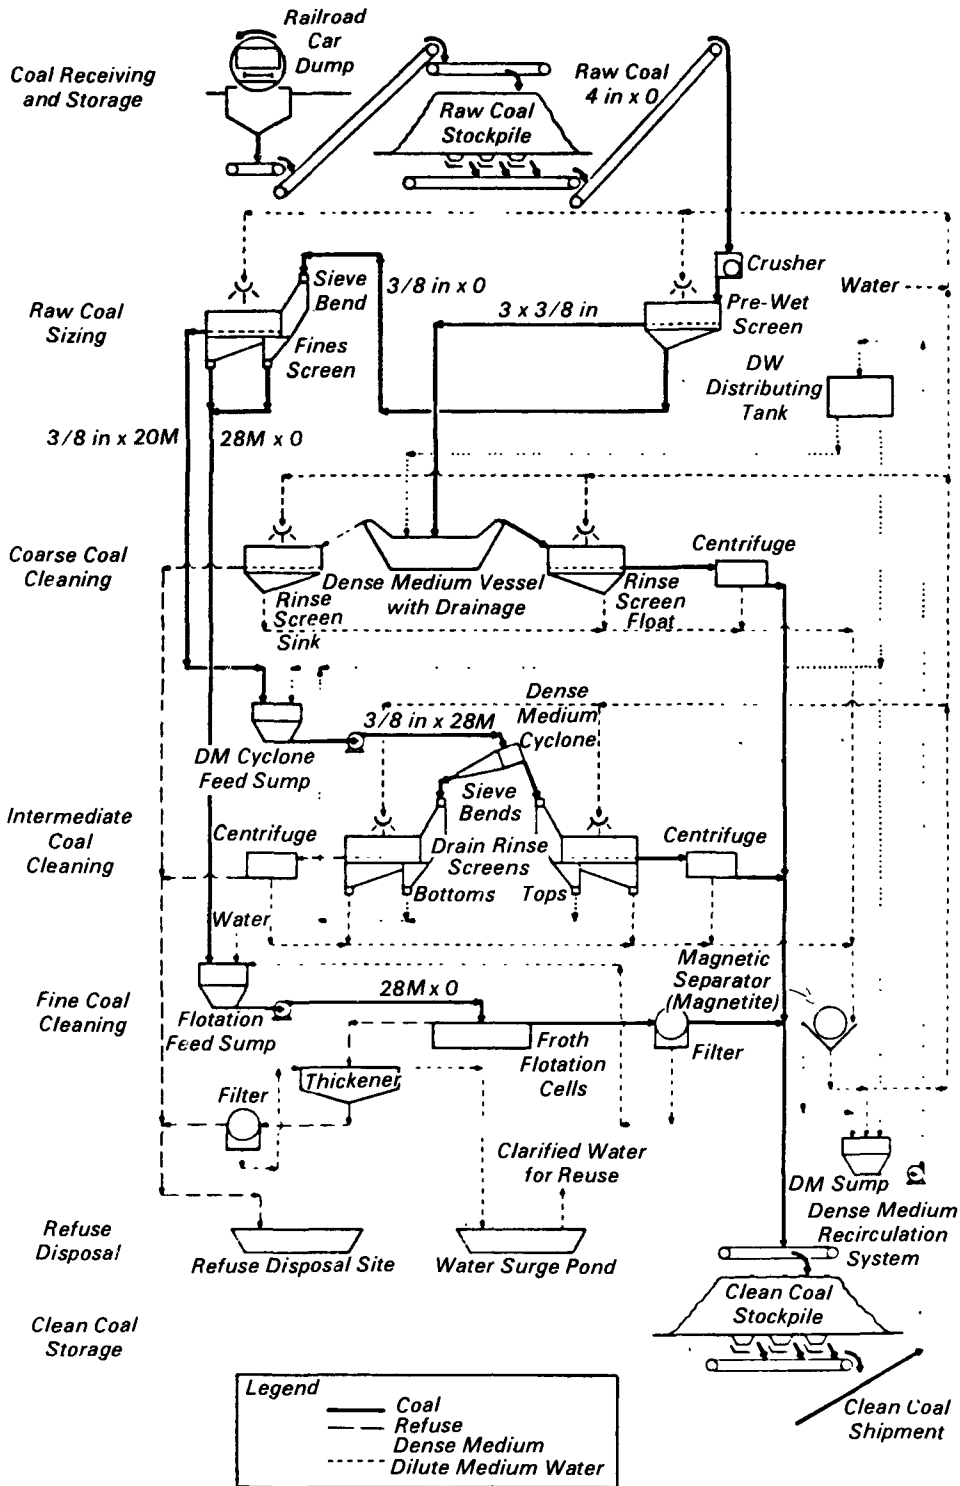 Railroad
Car
Dump
Coal Receiving
and Storage
Raw Coal
4 in x 0
Raw Coal
Stockpile
Crusher
Sieve
Bend
3/8 in x 0
Water
3 x 3/8 in
Pre-Wet
Screen
Raw Coal
Sizing
Fines
Screen
DW
Distributing
Tank
3/8 in x 20M
28M x 0
Coarse Coal
Cleaning
Centrifuge
Dense Medium Vessel
with Drainage
Rinse
Screen
Sink
Rinse
Screen
Float
Dense
Medium
Cyclone
3/8 in x 28M
DM Cyclone
Feed Sump
Sieve
Bends
Intermediate
Coal
Cleaning
Centrifuge
Drain Rinse
Screens
Centrifuge
Bottoms
Tops
Water
Magnetic
Separator
(Magnetite)
28M x 0
Fine Coal
Cleaning
Flotation
Feed Sump
Froth
Flotation
Cells
Filter
Thickener
Filter
Clarified Water
for Reuse
DM Sump
Dense Medium
Recirculation
System
Refuse
Disposal
Refuse Disposal Site
Water Surge Pond
Clean Coal
Stockpile
Clean Coal
Storage
Clean Coal
Shipment
Legend
Coal
Refuse
Dense Medium
Dilute Medium Water